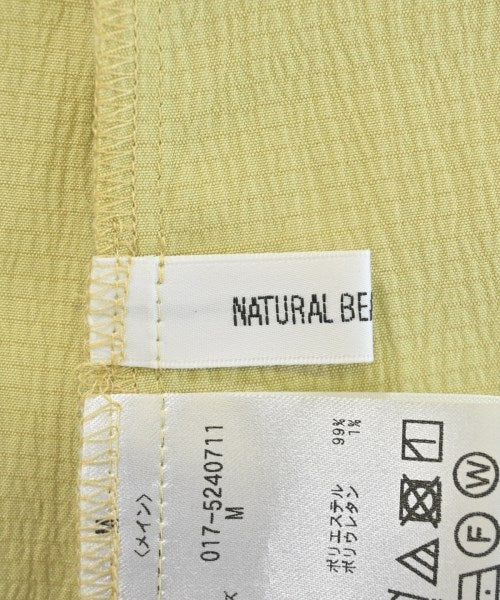 NATURAL BEA
〈メイン〉
017-5240711
M
ポリエステル 99%
ポリウレタン 1%
W
F